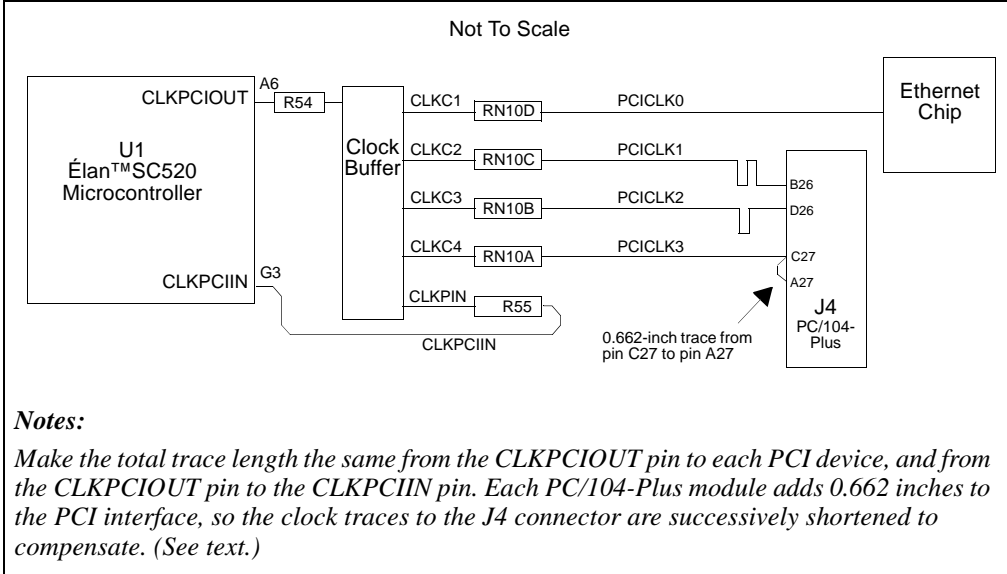 Not To Scale
A6
CLKPCIOUT
R54
U1
Élan™SC520
Microcontroller
CLKPCIIN
G3
Clock
Buffer
CLKC1
RN10D
PCICLK0
Ethernet
Chip
CLKC2
RN10C
PCICLK1
B26
CLKC3
RN10B
PCICLK2
D26
CLKC4
RN10A
PCICLK3
C27
A27
CLKPIN
R55
CLKPCIIN
J4
PC/104-
Plus
0.662-inch trace from
pin C27 to pin A27
Notes:
Make the total trace length the same from the CLKPCIOUT pin to each PCI device, and from
the CLKPCIOUT pin to the CLKPCIIN pin. Each PC/104-Plus module adds 0.662 inches to
the PCI interface, so the clock traces to the J4 connector are successively shortened to
compensate. (See text.)